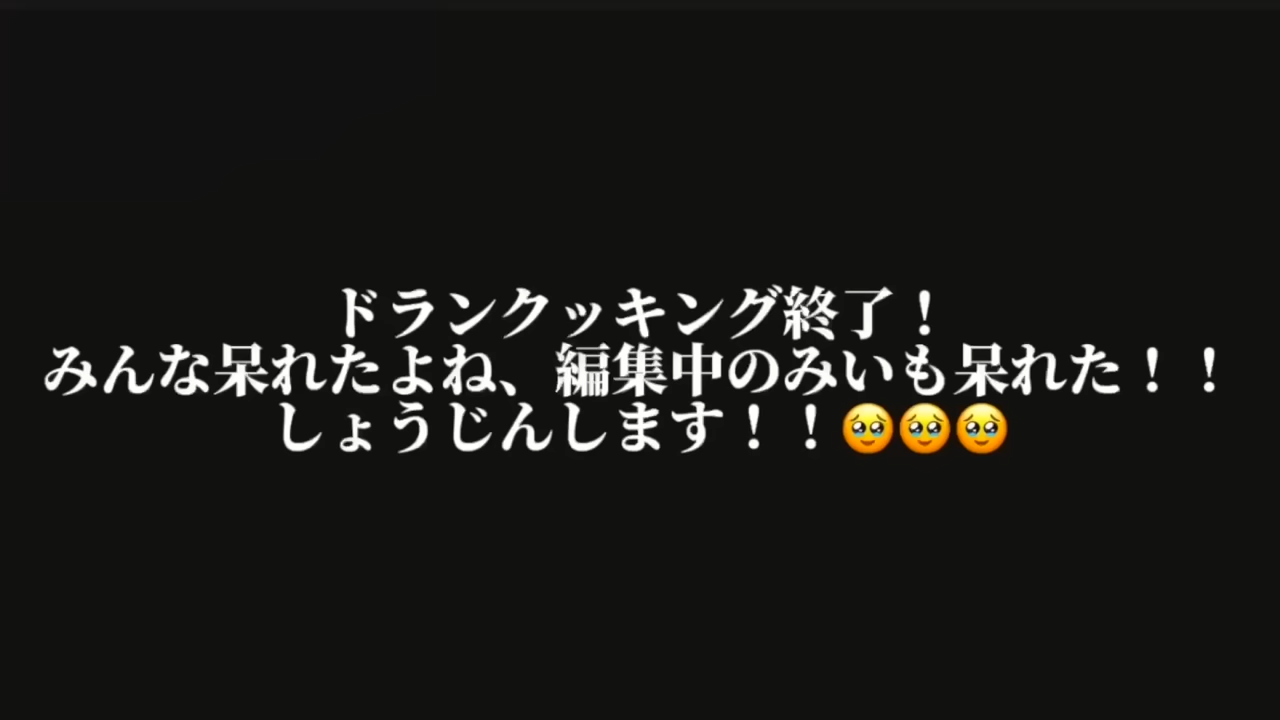 ドランクッキング終了！
みんな呆れたよね、編集中のみいも呆れた！！
しょうじんします！！🥹🥹🥹